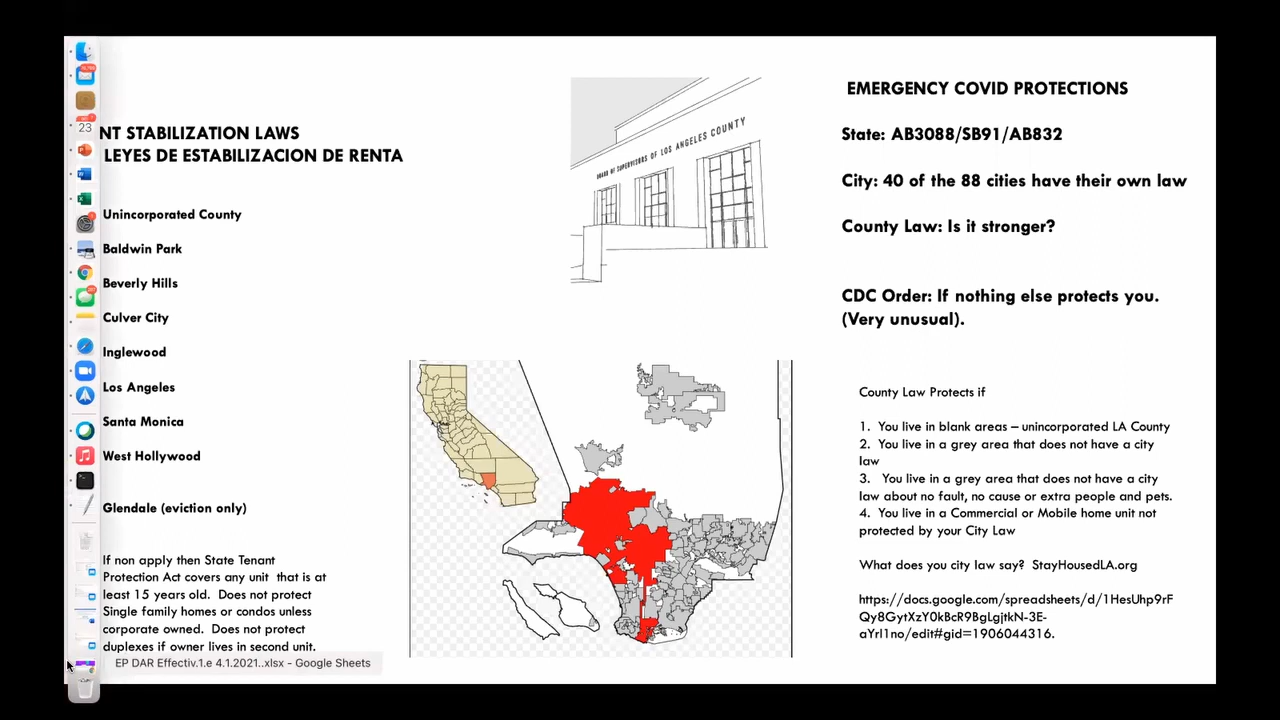 NT STABILIZATION LAWS
LEYES DE ESTABILIZACION DE RENTA
Unincorporated County
Baldwin Park
Beverly Hills
Culver City
Inglewood
Los Angeles
Santa Monica
West Hollywood
Glendale (eviction only)
If non apply then State Tenant
Protection Act covers any unit that is at
least 15 years old. Does not protect
Single family homes or condos unless
corporate owned. Does not protect
duplexes if owner lives in second unit.
EP DAR Effectiv.1.e 4.1.2021..xlsx - Google Sheets
23
BOARD OF SUPERVISORS OF LOS ANGELES COUNTY
EMERGENCY COVID PROTECTIONS
State: AB3088/SB91/AB832
City: 40 of the 88 cities have their own law
County Law: Is it stronger?
CDC Order: If nothing else protects you.
(Very unusual).
County Law Protects if
1. You live in blank areas – unincorporated LA County
2. You live in a grey area that does not have a city
law
3. You live in a grey area that does not have a city
law about no fault, no cause or extra people and pets.
4. You live in a Commercial or Mobile home unit not
protected by your City Law
What does you city law say? StayHousedLA.org
https://docs.google.com/spreadsheets/d/1HesUhp9rF
Qy8GytXzY0kBcR9BgLgjtkN-3E-
aYrl1no/edit#gid=1906044316.